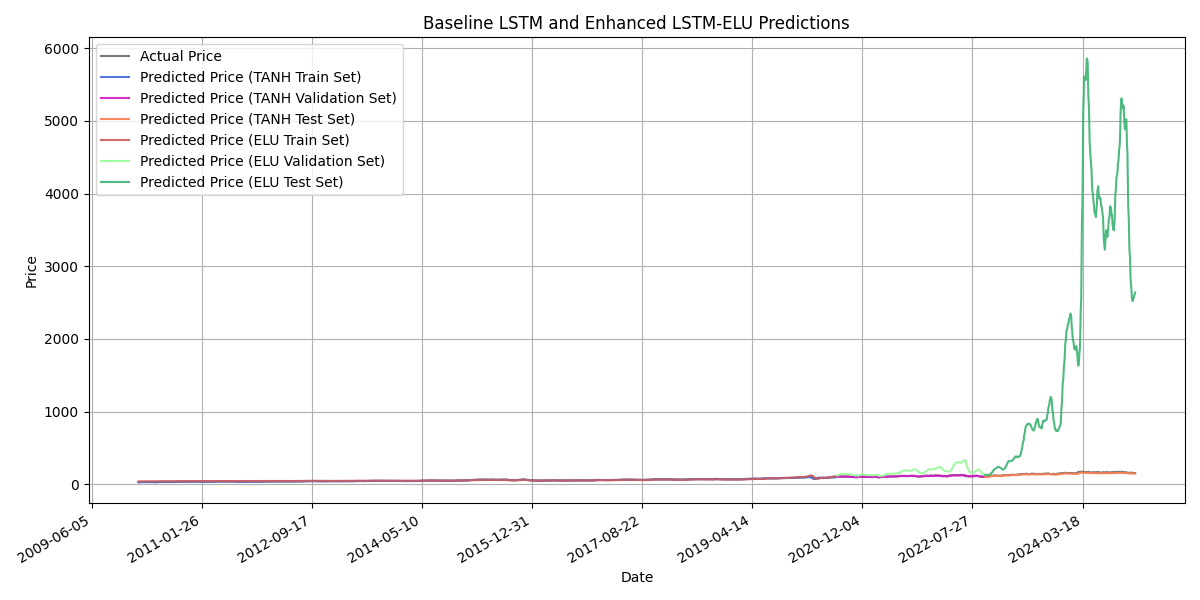 Baseline LSTM and Enhanced LSTM-ELU Predictions
6000
5000
4000
3000
2000
1000
0
Price
Actual Price
Predicted Price (TANH Train Set)
Predicted Price (TANH Validation Set)
Predicted Price (TANH Test Set)
Predicted Price (ELU Train Set)
Predicted Price (ELU Validation Set)
Predicted Price (ELU Test Set)
2009-06-05
2011-01-26
2012-09-17
2014-05-10
2015-12-31
2017-08-22
2019-04-14
2020-12-04
2022-07-27
2024-03-18
Date